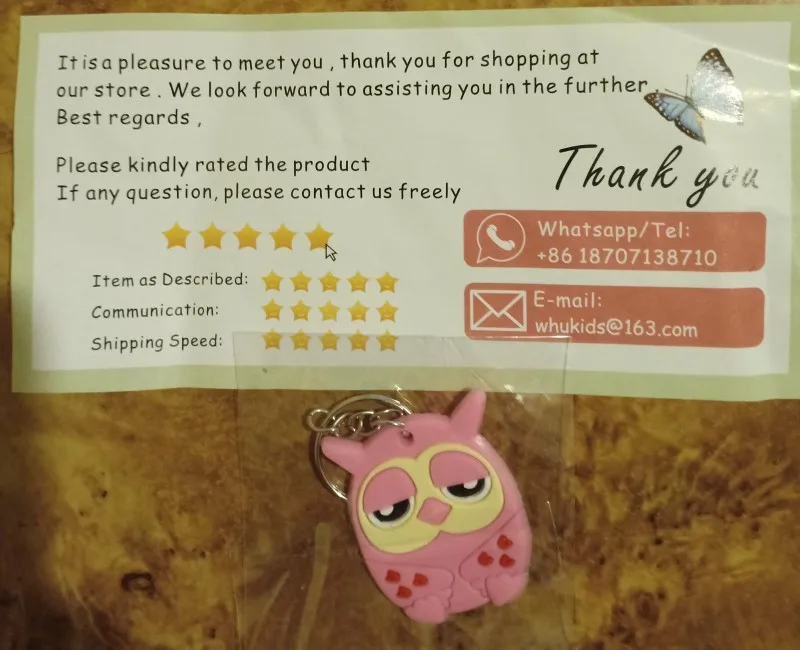 It is a pleasure to meet you , thank you for shopping at
our store . We look forward to assisting you in the further.
Best regards ,
Please kindly rated the product
If any question, please contact us freely
Thank you
Whatsapp/Tel:
+86 18707138710
E-mail:
whukids@163.com
Item as Described:
Communication:
Shipping Speed: